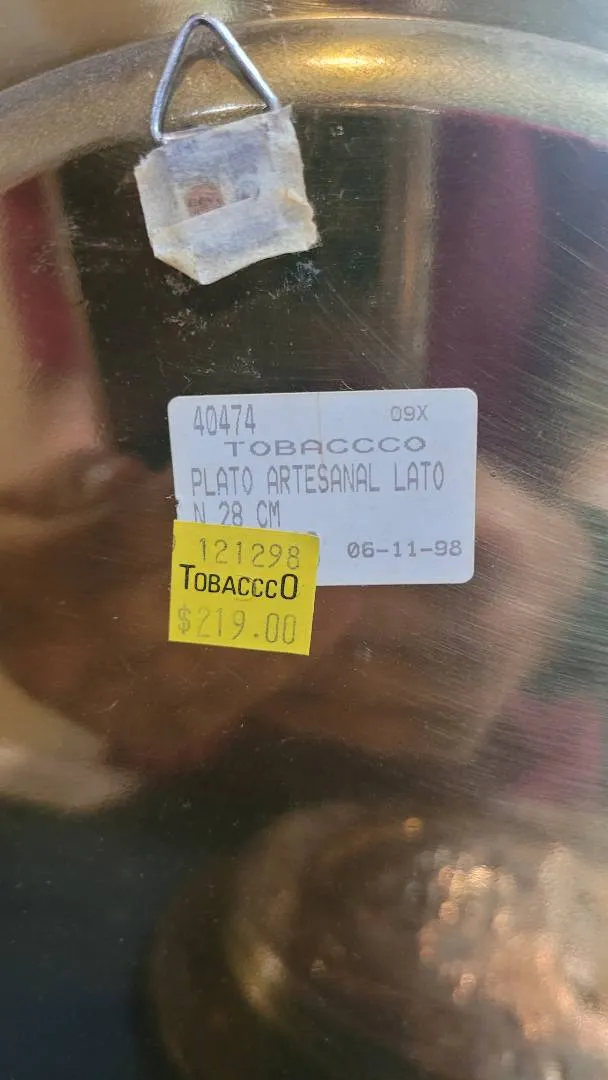 40474 09X
TOBACCCO
PLATO ARTESANAL LATO
N 28 CM
06-11-98
121298
TOBACCCO
$219.00